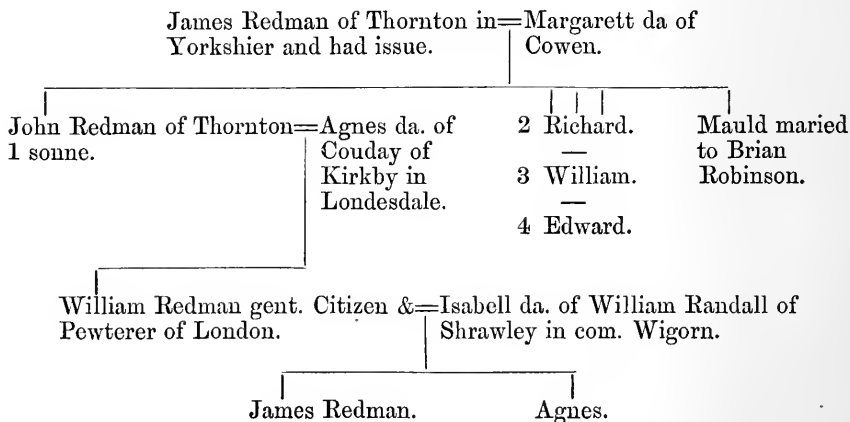 James Redman of Thornton in=Margarett da of
Yorkshier and had issue. Cowen.
John Redman of Thornton=Agnes da. of 2 Richard. Mauld maried
1 sonne. Couday of — to Brian
Kirkby in 3 William. Robinson.
Londesdale. —
4 Edward.
William Redman gent. Citizen &=Isabell da. of William Randall of
Pewterer of London. Shrawley in com. Wigorn.
James Redman. Agnes.